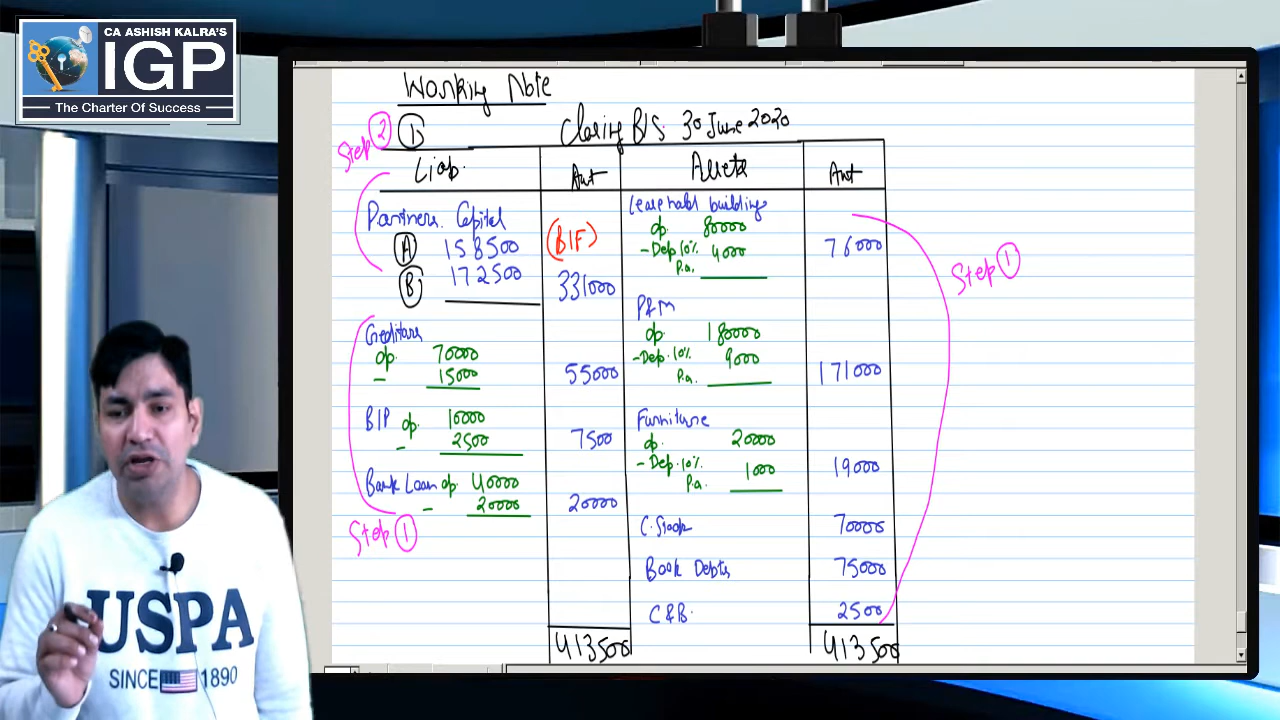 CA ASHISH KALRA'S
IGP
The Charter Of Success
Working Note
Step 2
① Closing B/S 30 June 2020
Liab. Amt Assets Amt
Partners Capital
A 158500 (B/F)
B 172500 331000
Creditors
op. 70000
- 15000 55000
B/P op. 10000
- 2500 7500
Bank Loan op. 40000
- 20000 20000
Step 1
413500
Leasehold buildings
op. 80000
- Dep. 10% p.a. 4000 76000
P&M
op. 180000
- Dep. 10% p.a. 9000 171000
Furniture
op. 20000
- Dep. 10% p.a. 1000 19000
C. Stock 70000
Book Debts 75000
C&B. 2500
413500
Step 1
USPA
SINCE 1890